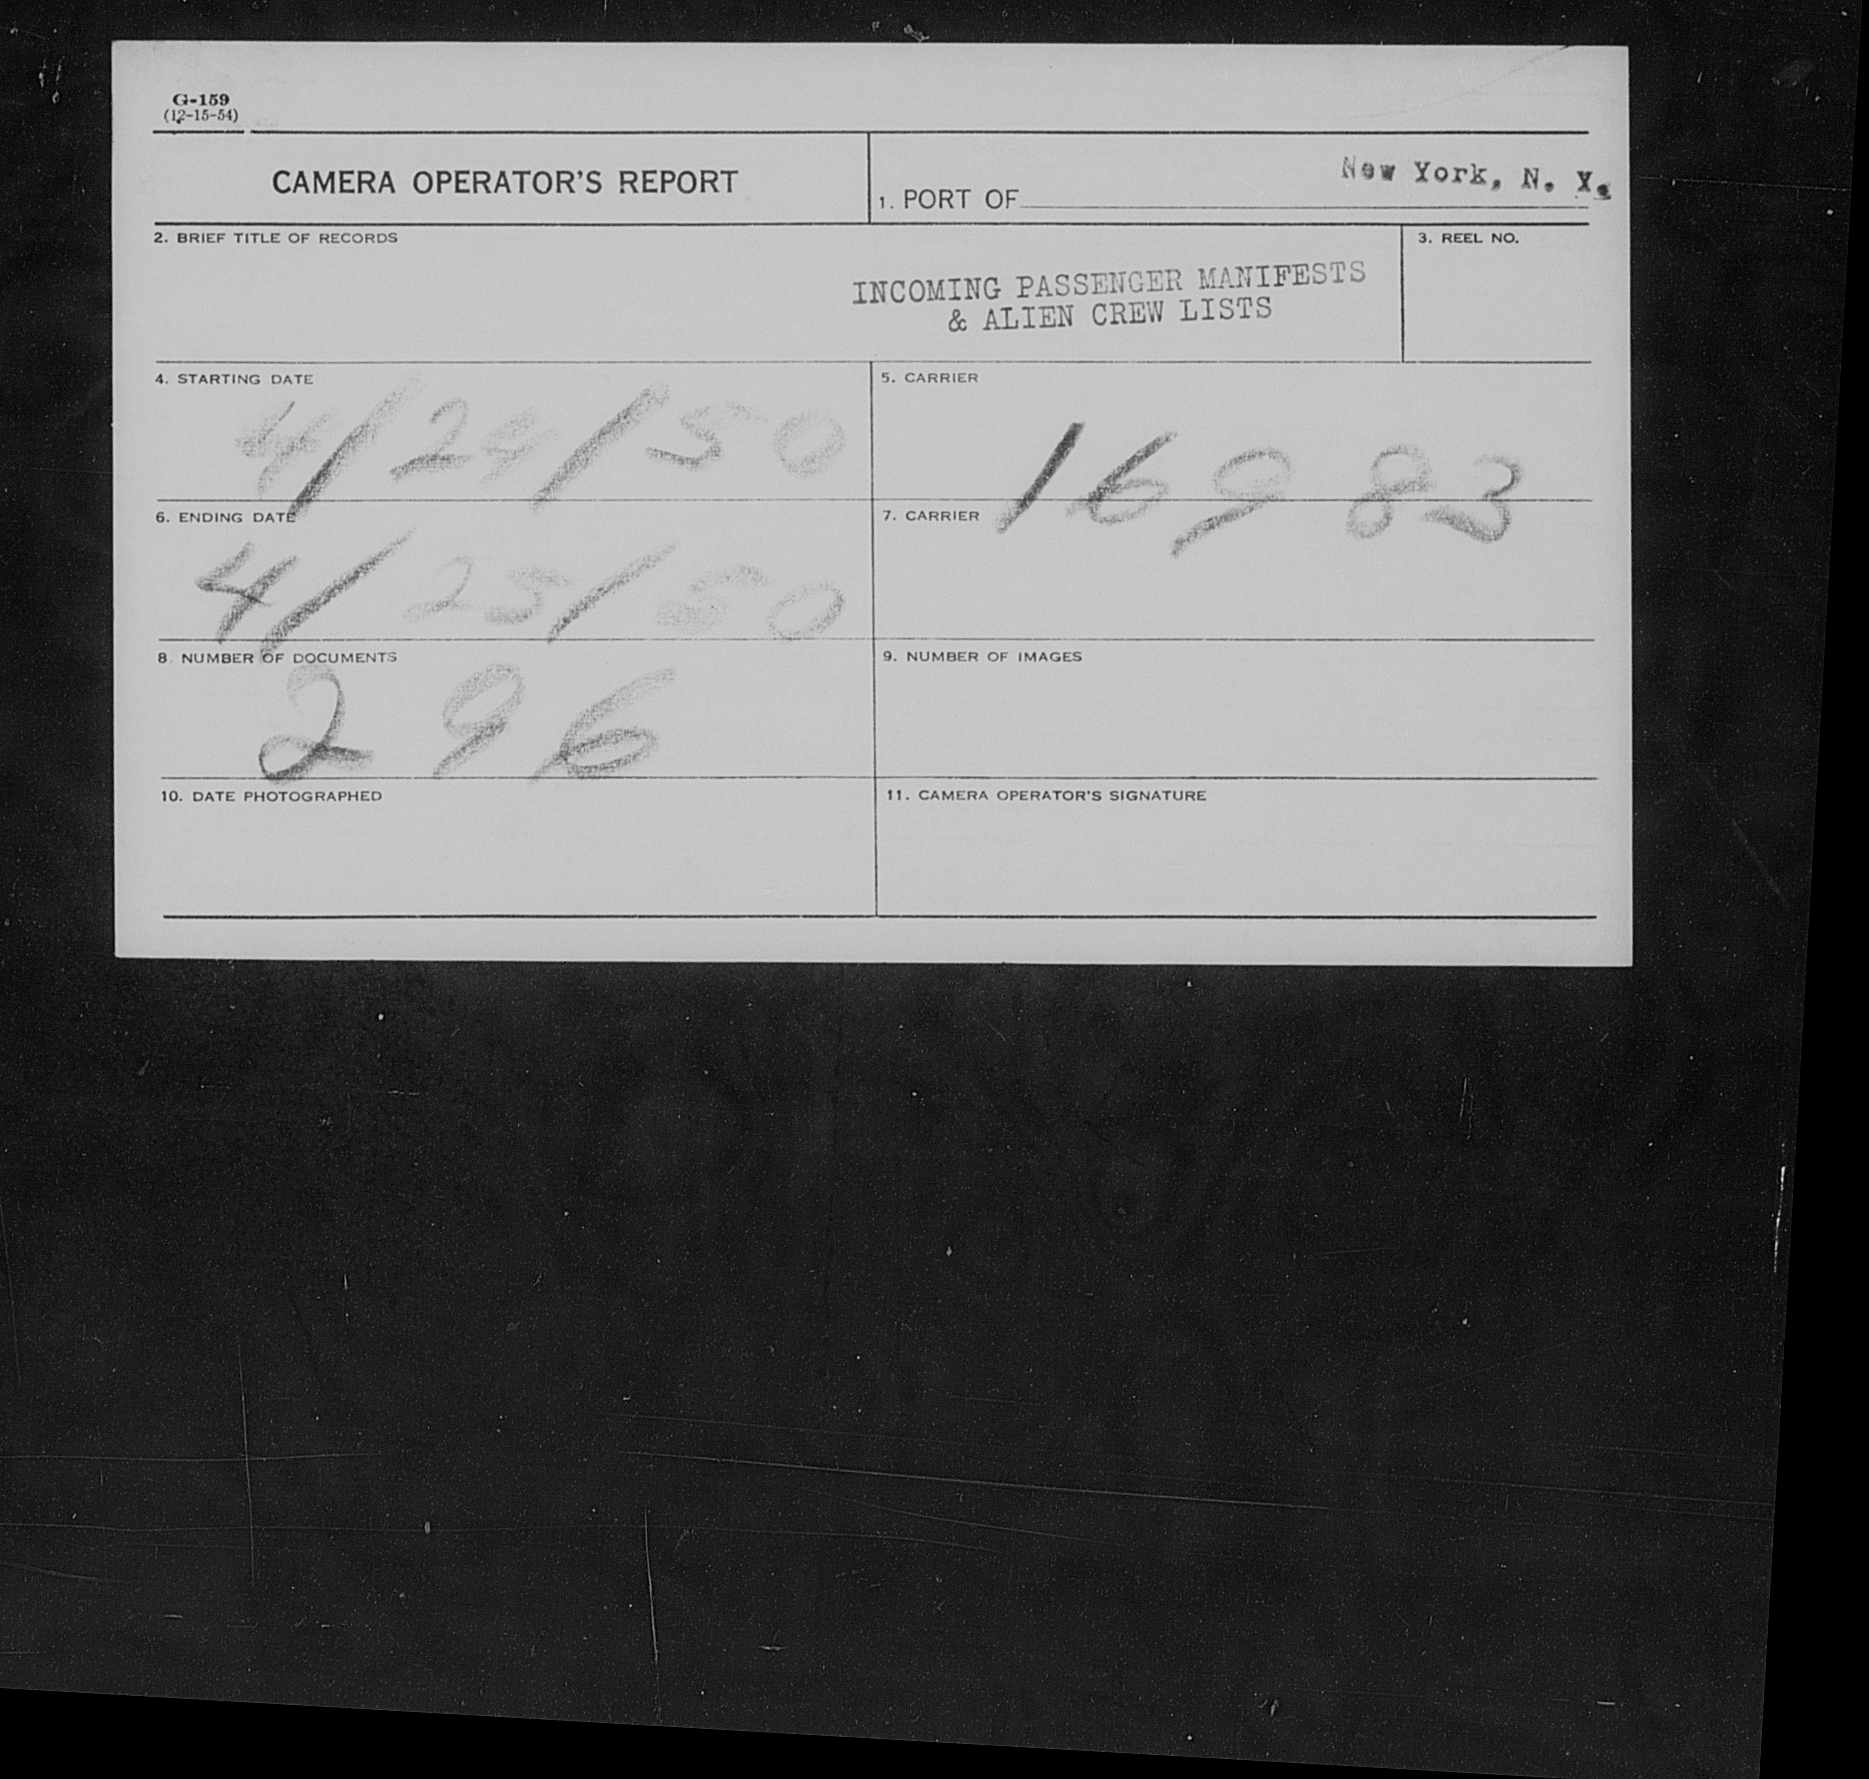 G-159
(12-15-54)
CAMERA OPERATOR'S REPORT
1. PORT OF New York, N. Y.
2. BRIEF TITLE OF RECORDS
INCOMING PASSENGER MANIFESTS
& ALIEN CREW LISTS
3. REEL NO.
4. STARTING DATE
4/24/50
5. CARRIER
16983
6. ENDING DATE
4/25/50
7. CARRIER
8. NUMBER OF DOCUMENTS
296
9. NUMBER OF IMAGES
10. DATE PHOTOGRAPHED
11. CAMERA OPERATOR'S SIGNATURE